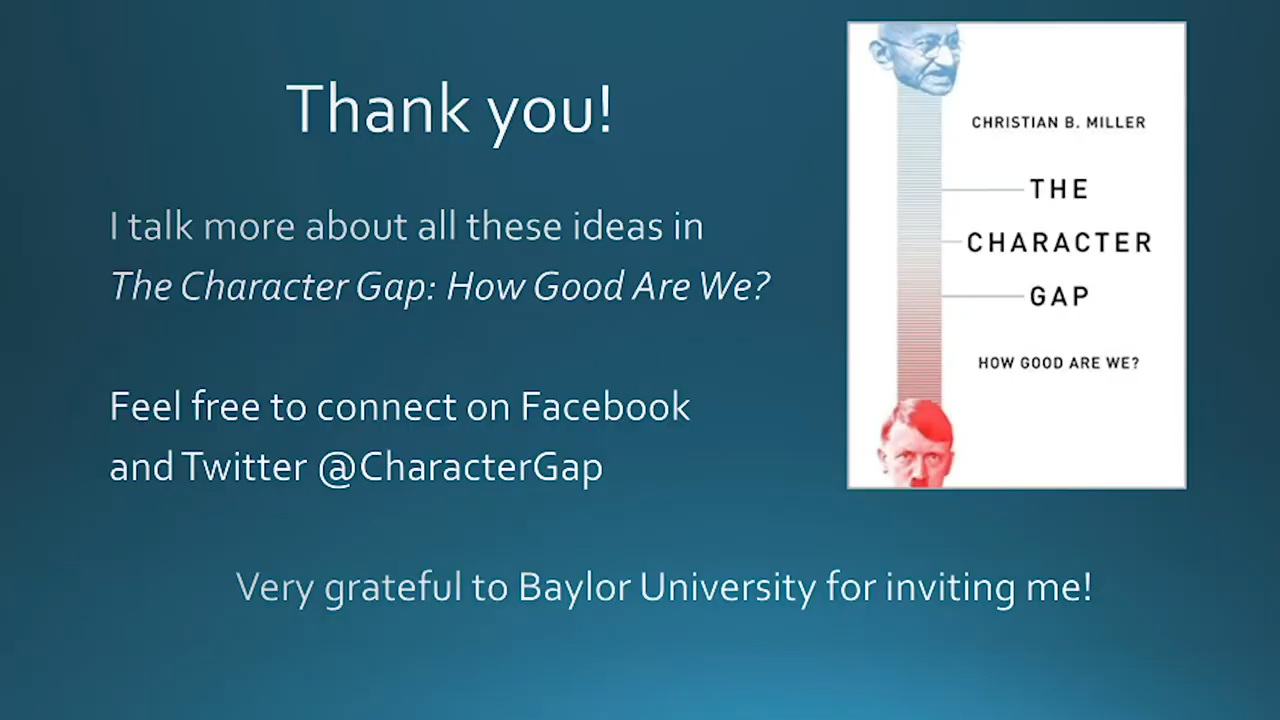 Thank you!
I talk more about all these ideas in
The Character Gap: How Good Are We?
Feel free to connect on Facebook
and Twitter @CharacterGap
Very grateful to Baylor University for inviting me!
CHRISTIAN B. MILLER
THE
CHARACTER
GAP
HOW GOOD ARE WE?